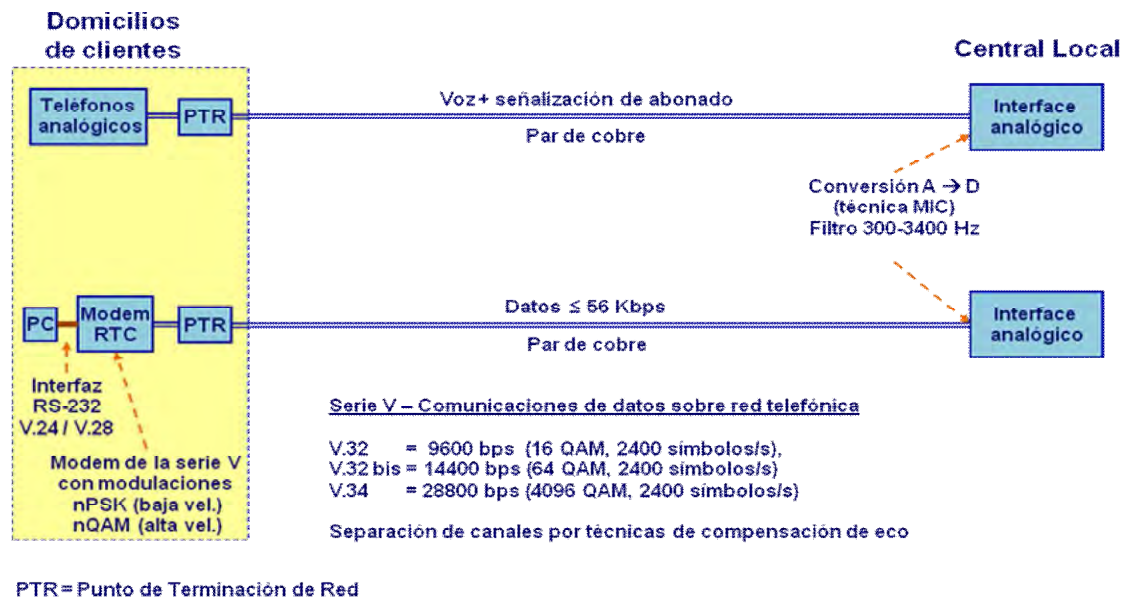 Domicilios
de clientes
Central Local
Teléfonos
analógicos
PTR
Voz+ señalización de abonado
Par de cobre
Interface
analógico
Conversión A → D
(técnica MIC)
Filtro 300-3400 Hz
PC
Modem
RTC
PTR
Datos ≤ 56 Kbps
Par de cobre
Interface
analógico
Interfaz
RS-232
V.24 / V.28
Modem de la serie V
con modulaciones
nPSK (baja vel.)
nQAM (alta vel.)
Serie V – Comunicaciones de datos sobre red telefónica
V.32 = 9600 bps (16 QAM, 2400 símbolos/s),
V.32 bis = 14400 bps (64 QAM, 2400 símbolos/s)
V.34 = 28800 bps (4096 QAM, 2400 símbolos/s)
Separación de canales por técnicas de compensación de eco
PTR = Punto de Terminación de Red